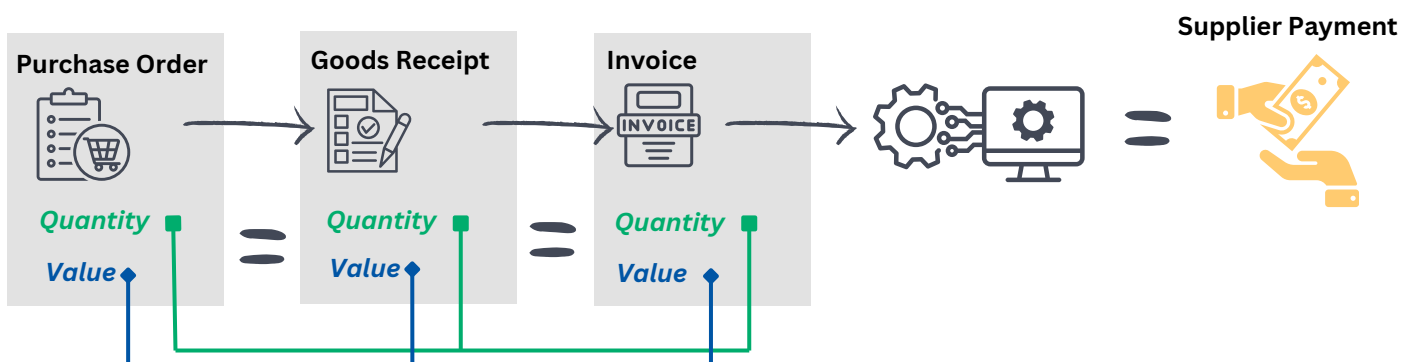 Supplier Payment
Purchase Order
Goods Receipt
Invoice
INVOICE
$
Quantity
Quantity
Quantity
Value
Value
Value